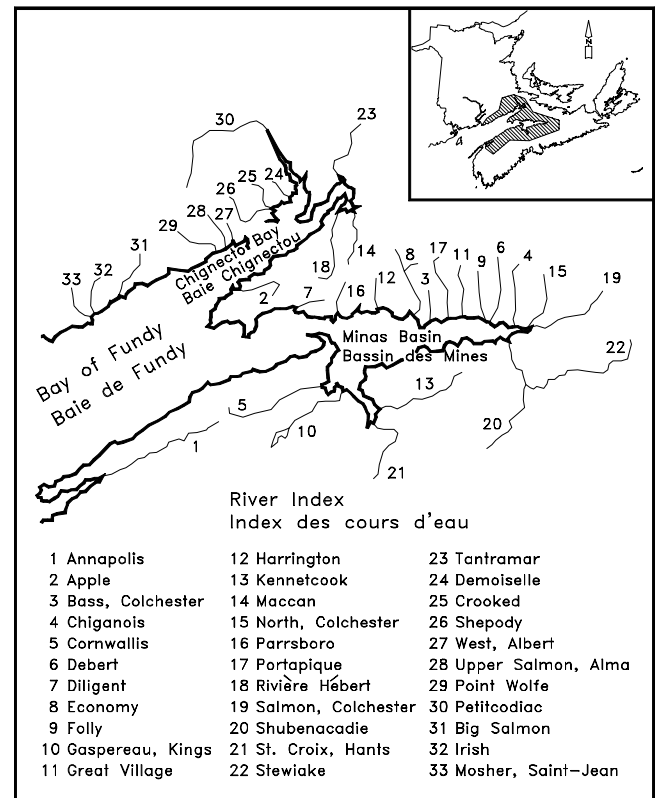 N
4
30
23
25 24
26
28
27
29
31
33 32
Chignecto Bay
Baie Chignectou
18
14
2
7
16
12
8
3
17
11
9
6
4
15
19
Bay of Fundy
Baie de Fundy
Minas Basin
Bassin des Mines
22
13
5
10
1
20
21
River Index
Index des cours d'eau
1 Annapolis
2 Apple
3 Bass, Colchester
4 Chiganois
5 Cornwallis
6 Debert
7 Diligent
8 Economy
9 Folly
10 Gaspereau, Kings
11 Great Village
12 Harrington
13 Kennetcook
14 Maccan
15 North, Colchester
16 Parrsboro
17 Portapique
18 Rivière Hébert
19 Salmon, Colchester
20 Shubenacadie
21 St. Croix, Hants
22 Stewiake
23 Tantramar
24 Demoiselle
25 Crooked
26 Shepody
27 West, Albert
28 Upper Salmon, Alma
29 Point Wolfe
30 Petitcodiac
31 Big Salmon
32 Irish
33 Mosher, Saint-Jean